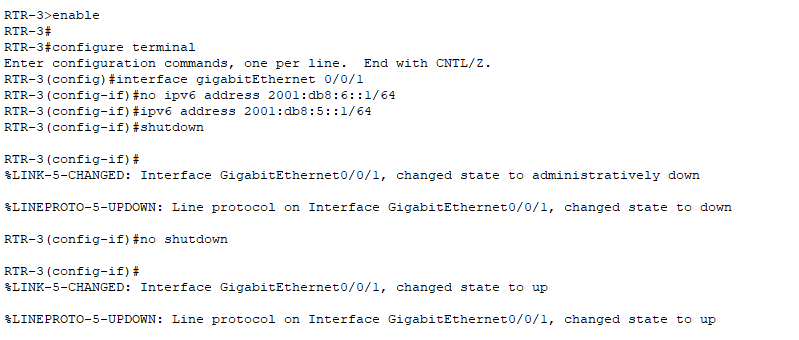 RTR-3>enable
RTR-3#
RTR-3#configure terminal
Enter configuration commands, one per line.  End with CNTL/Z.
RTR-3(config)#interface gigabitEthernet 0/0/1
RTR-3(config-if)#no ipv6 address 2001:db8:6::1/64
RTR-3(config-if)#ipv6 address 2001:db8:5::1/64
RTR-3(config-if)#shutdown
RTR-3(config-if)#
%LINK-5-CHANGED: Interface GigabitEthernet0/0/1, changed state to administratively down
%LINEPROTO-5-UPDOWN: Line protocol on Interface GigabitEthernet0/0/1, changed state to down
RTR-3(config-if)#no shutdown
RTR-3(config-if)#
%LINK-5-CHANGED: Interface GigabitEthernet0/0/1, changed state to up
%LINEPROTO-5-UPDOWN: Line protocol on Interface GigabitEthernet0/0/1, changed state to up